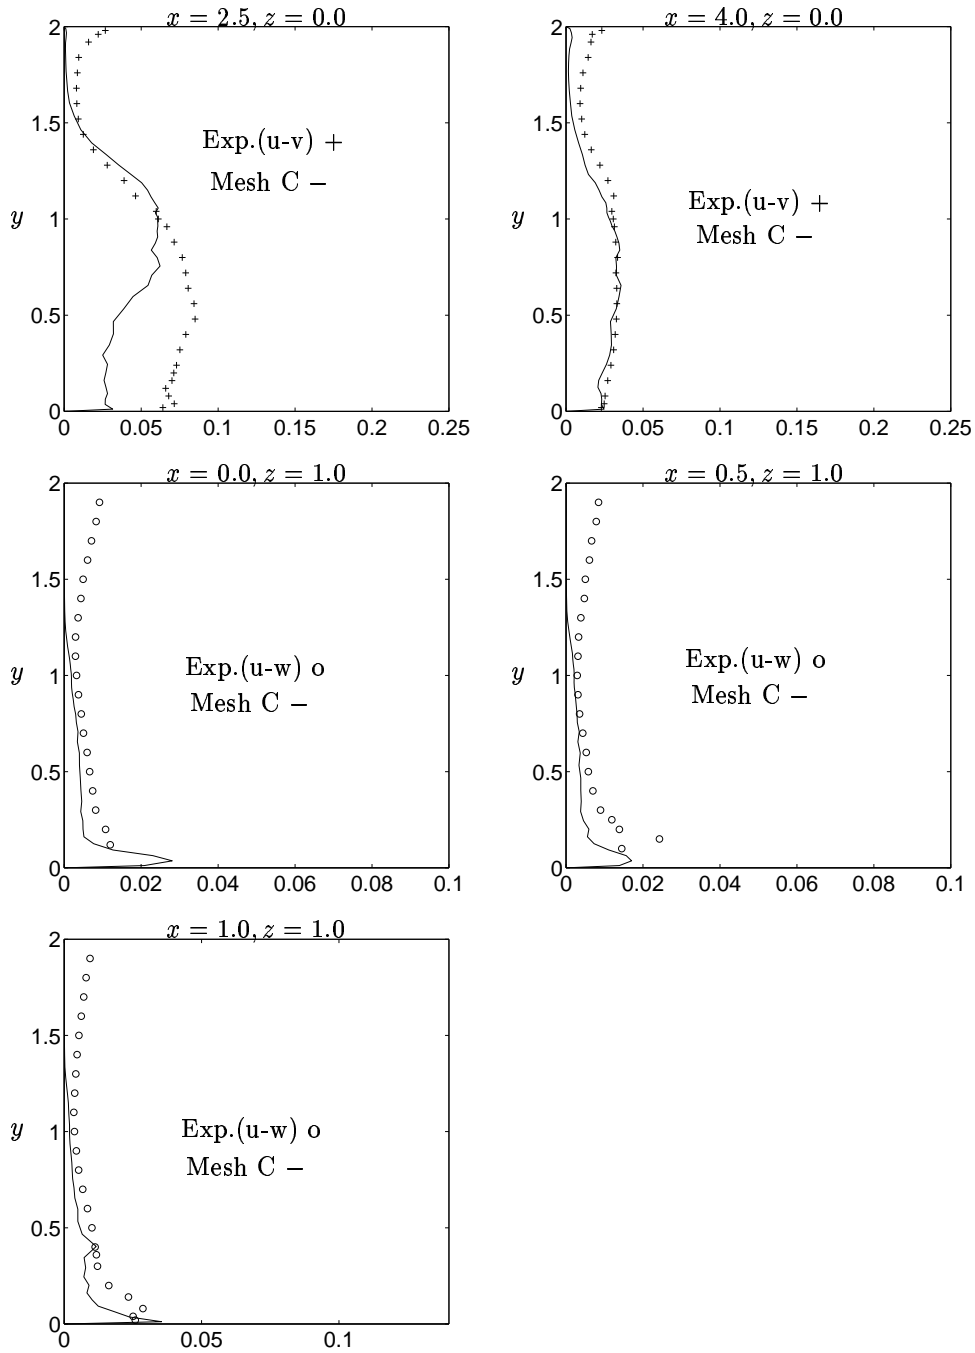 x = 2.5, z = 0.0
2
1.5
1
0.5
0
y
Exp.(u-v) +
Mesh C −
0 0.05 0.1 0.15 0.2 0.25
x = 4.0, z = 0.0
2
1.5
1
0.5
0
y
Exp.(u-v) +
Mesh C −
0 0.05 0.1 0.15 0.2 0.25
x = 0.0, z = 1.0
2
1.5
1
0.5
0
y
Exp.(u-w) o
Mesh C −
0 0.02 0.04 0.06 0.08 0.1
x = 0.5, z = 1.0
2
1.5
1
0.5
0
y
Exp.(u-w) o
Mesh C −
0 0.02 0.04 0.06 0.08 0.1
x = 1.0, z = 1.0
2
1.5
1
0.5
0
y
Exp.(u-w) o
Mesh C −
0 0.05 0.1